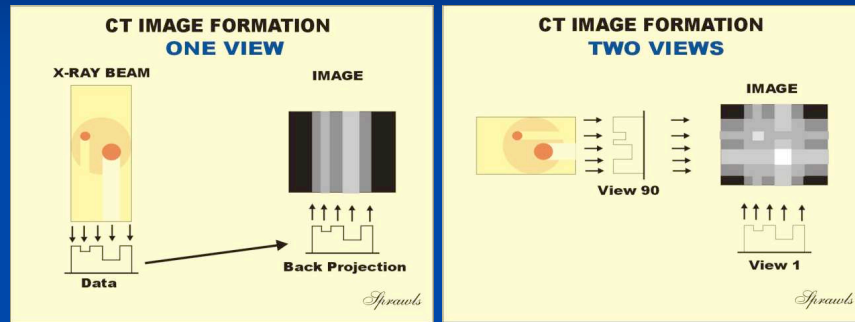 CT IMAGE FORMATION
ONE VIEW
X-RAY BEAM
IMAGE
Data
Back Projection
Sprawls
CT IMAGE FORMATION
TWO VIEWS
IMAGE
View 90
View 1
Sprawls